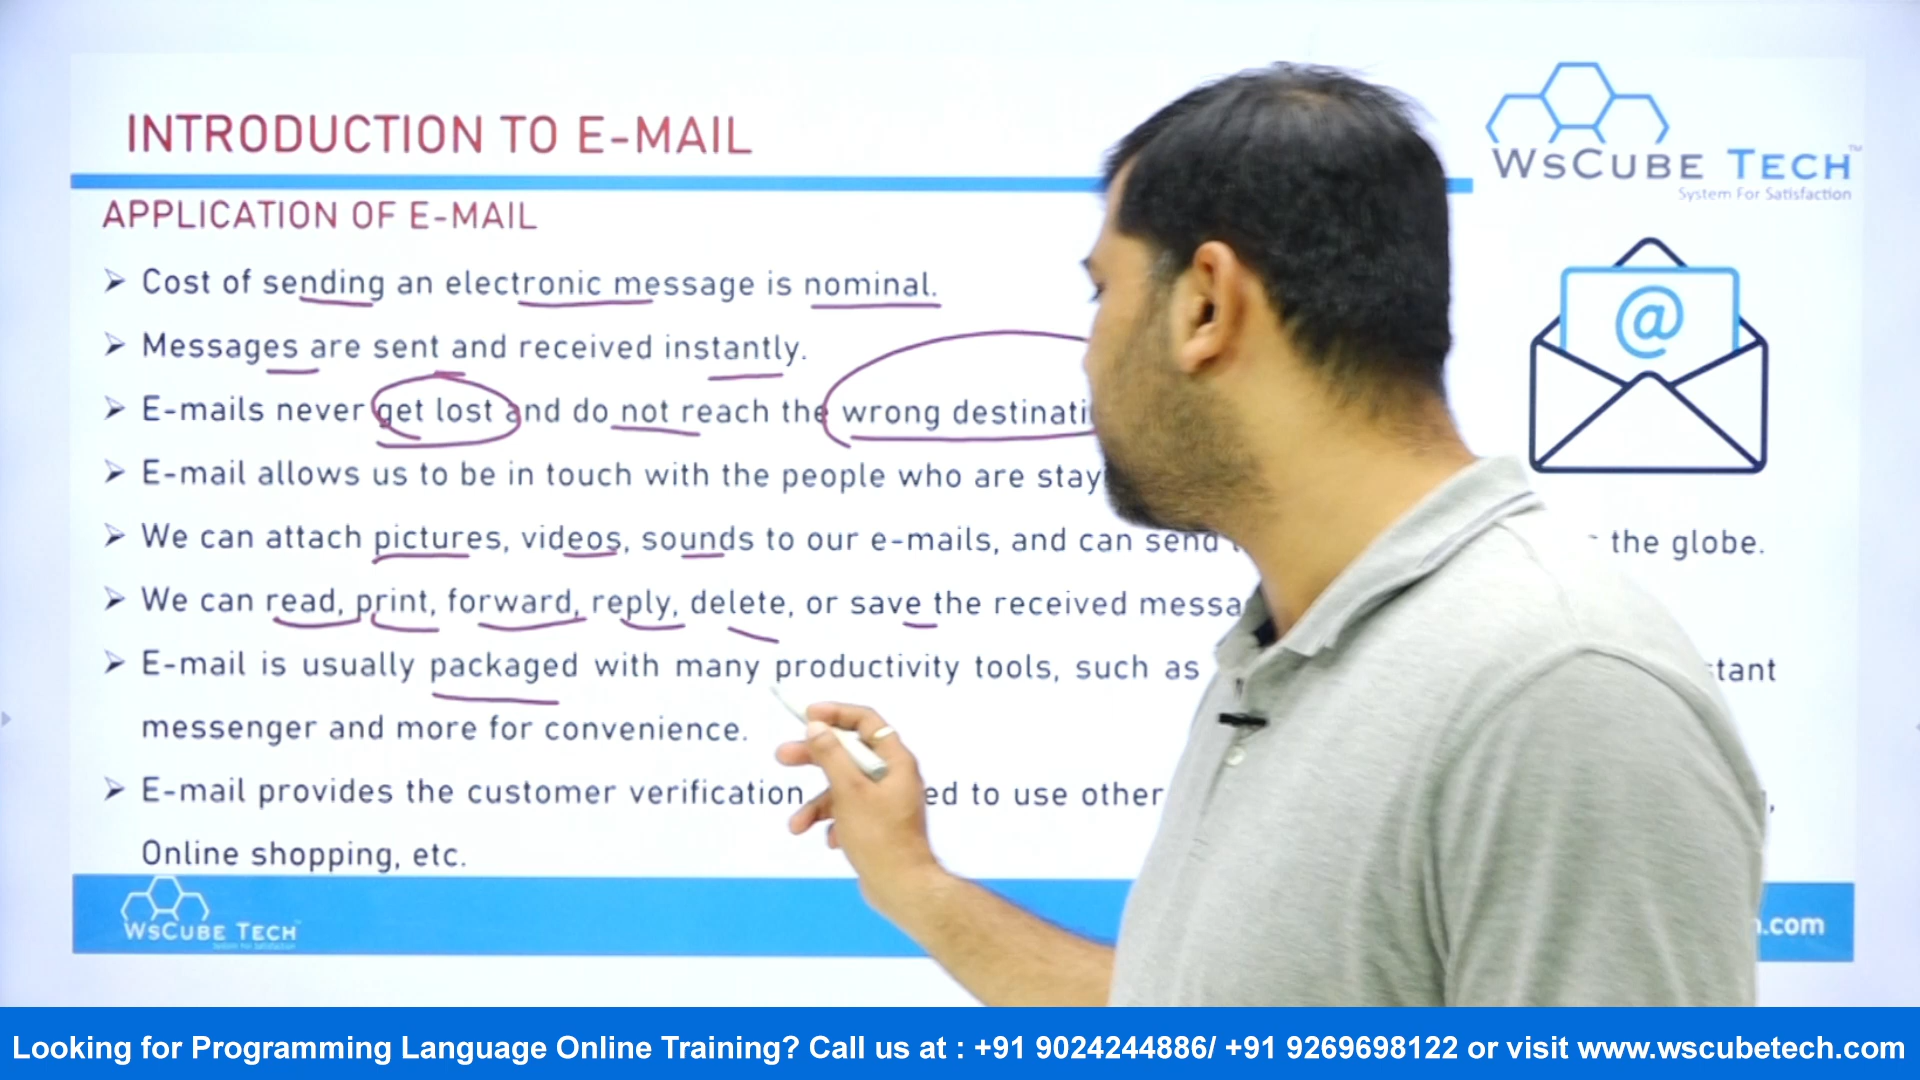 INTRODUCTION TO E-MAIL
WSCUBE TECH™
System For Satisfaction
APPLICATION OF E-MAIL
➢ Cost of sending an electronic message is nominal.
➢ Messages are sent and received instantly.
➢ E-mails never get lost and do not reach the wrong destinati
➢ E-mail allows us to be in touch with the people who are stay
@
➢ We can attach pictures, videos, sounds to our e-mails, and can send the globe.
➢ We can read, print, forward, reply, delete, or save the received messa
➢ E-mail is usually packaged with many productivity tools, such as stant
messenger and more for convenience.
➢ E-mail provides the customer verification ed to use other ,
Online shopping, etc.
WSCUBE TECH
System For Satisfaction
.com
Looking for Programming Language Online Training? Call us at : +91 9024244886/ +91 9269698122 or visit www.wscubetech.com